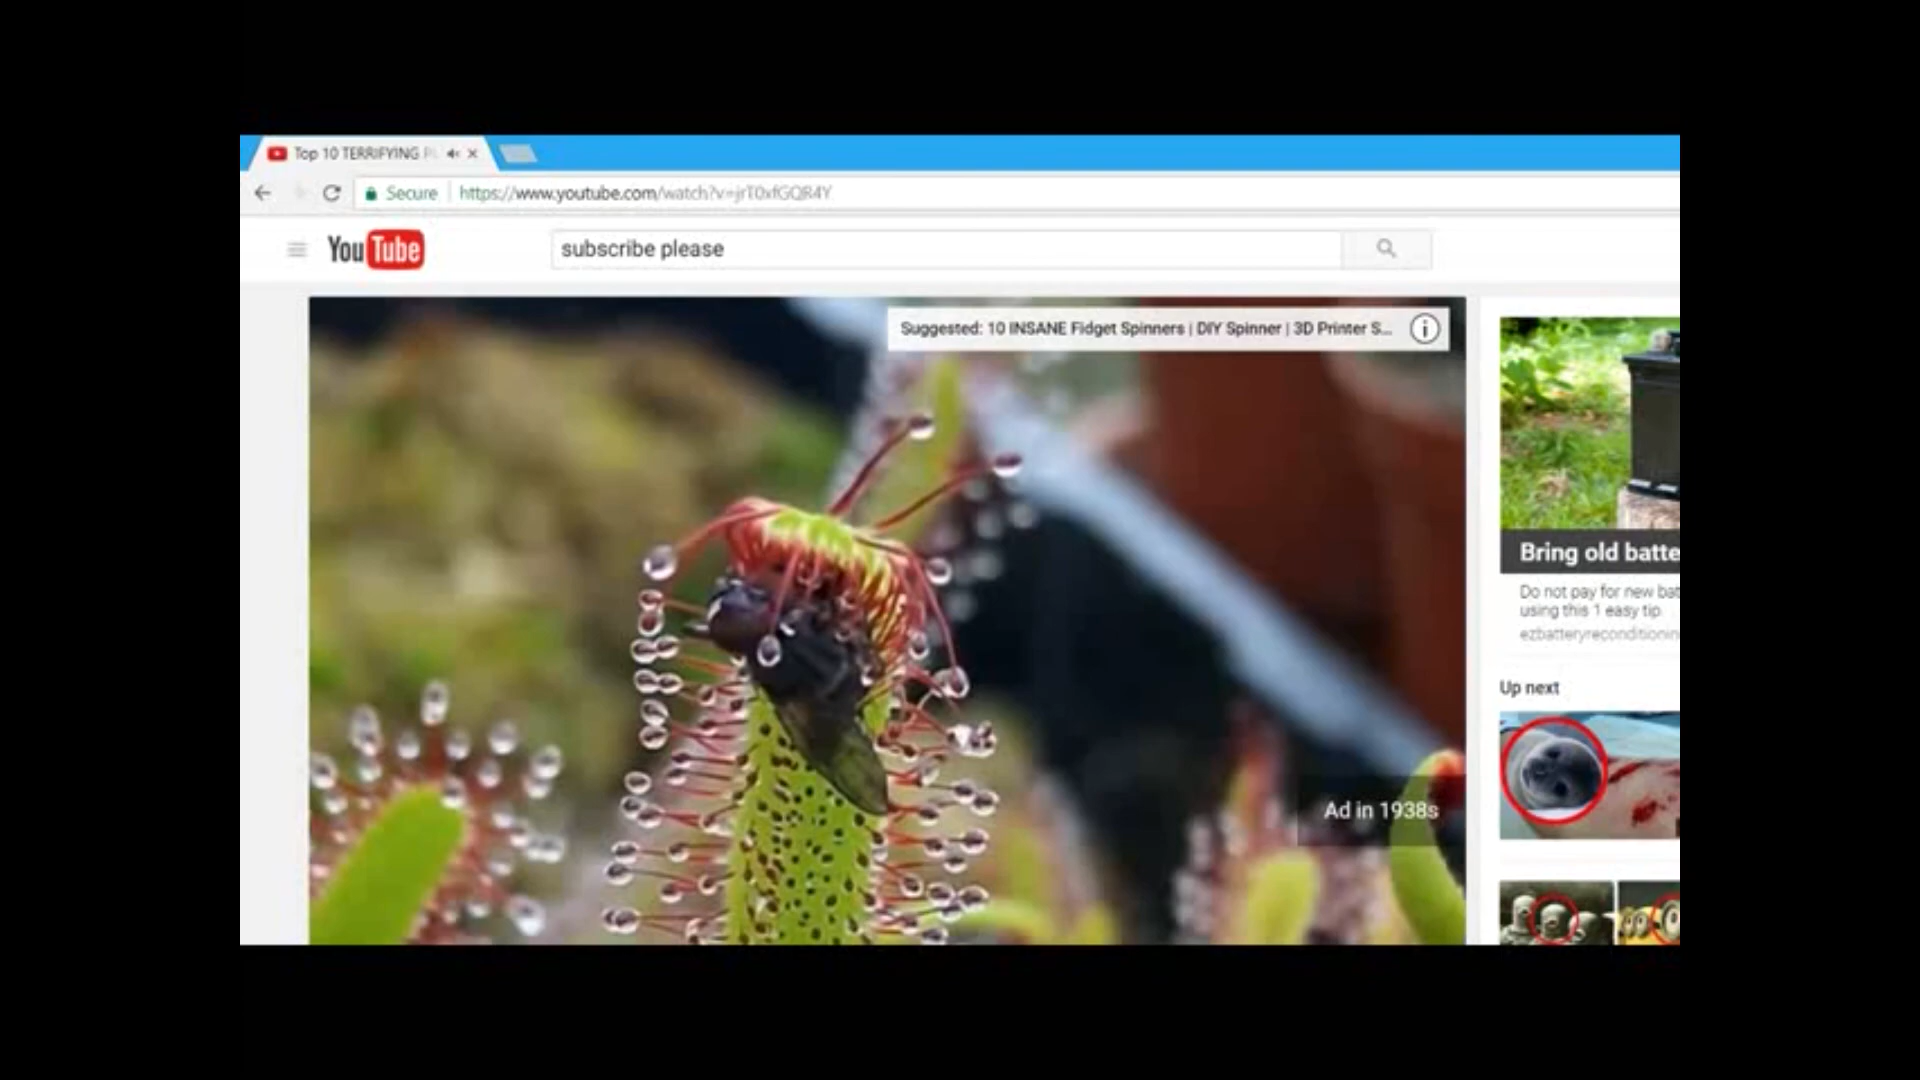 Top 10 TERRIFYING
Secure
https://www.youtube.com/watch?v=jrT0xfGQR4Y
YouTube
subscribe please
Suggested: 10 INSANE Fidget Spinners | DIY Spinner | 3D Printer S...
Ad in 1938s
Bring old batte
Do not pay for new bat
using this 1 easy tip.
ezbatteryreconditionin
Up next